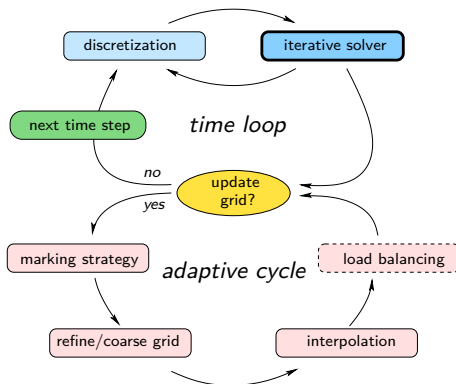 discretization
iterative solver
next time step
time loop
no
update
grid?
yes
marking strategy
adaptive cycle
load balancing
refine/coarse grid
interpolation